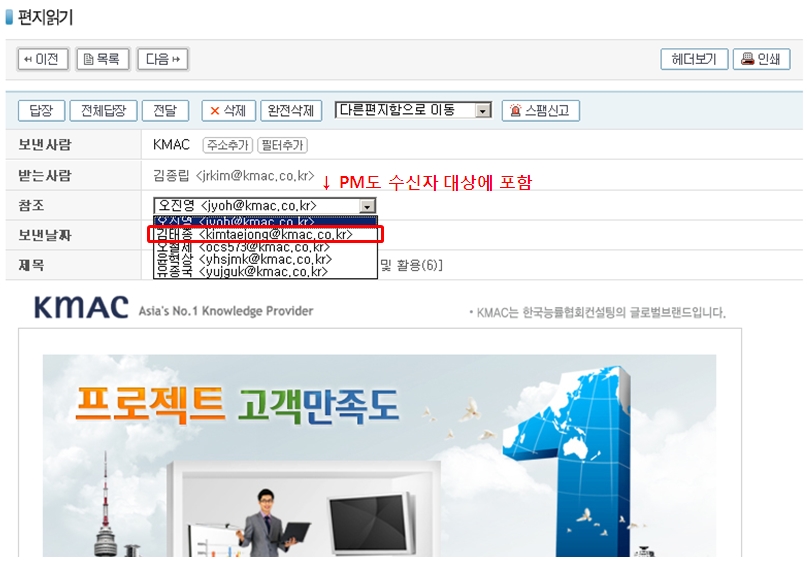 편지읽기
이전 목록 다음 헤더보기 인쇄
답장 전체답장 전달 삭제 완전삭제 다른편지함으로 이동 스팸신고
보낸사람 KMAC 주소추가 필터추가
받는사람 김종립 <jrkim@kmac.co.kr>
↓ PM도 수신자 대상에 포함
참조 오진영 <jyoh@kmac.co.kr>
오진영 <jyoh@kmac.co.kr>
보낸날짜 김태종 <kimtaejong@kmac.co.kr>
오철세 <ocs573@kmac.co.kr>
윤현상 <yhsjmk@kmac.co.kr>
제목 및 활용(6)]
유종국 <yujguk@kmac.co.kr>
KMAC Asia's No.1 Knowledge Provider • KMAC는 한국능률협회컨설팅의 글로벌브랜드입니다.
프로젝트 고객만족도
1